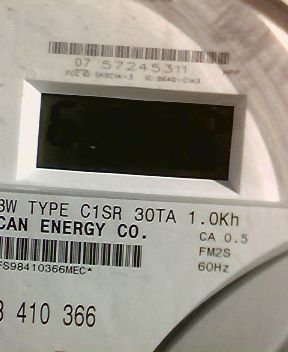 07 57245311
3W TYPE C1SR 30TA 1.0Kh
CAN ENERGY CO.
CA 0.5
FM2S
60Hz
FS98410366MEC*
8 410 366